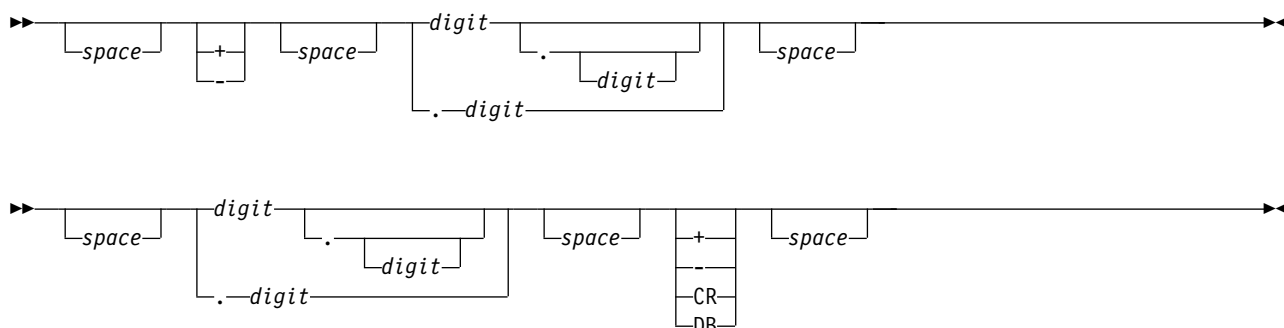 digit
space + space . space
- digit
. digit
digit
space . space + space
digit -
. digit CR
DB